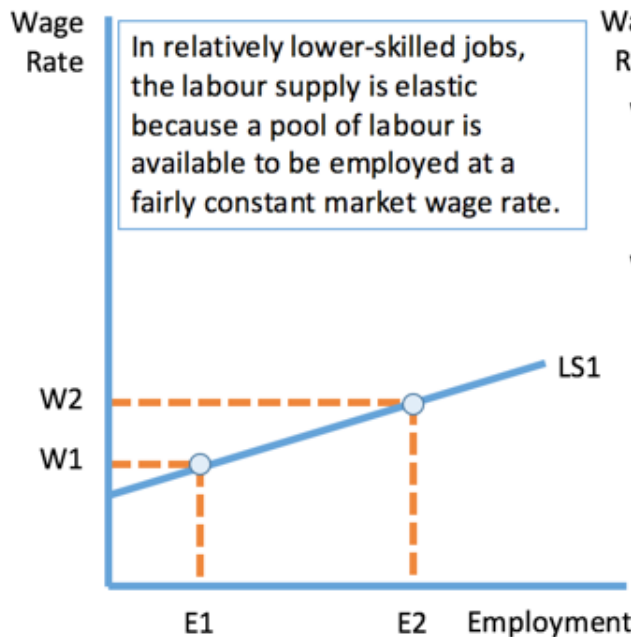 Wage
Rate
In relatively lower-skilled jobs,
the labour supply is elastic
because a pool of labour is
available to be employed at a
fairly constant market wage rate.
LS1
W2
W1
E1
E2
Employment